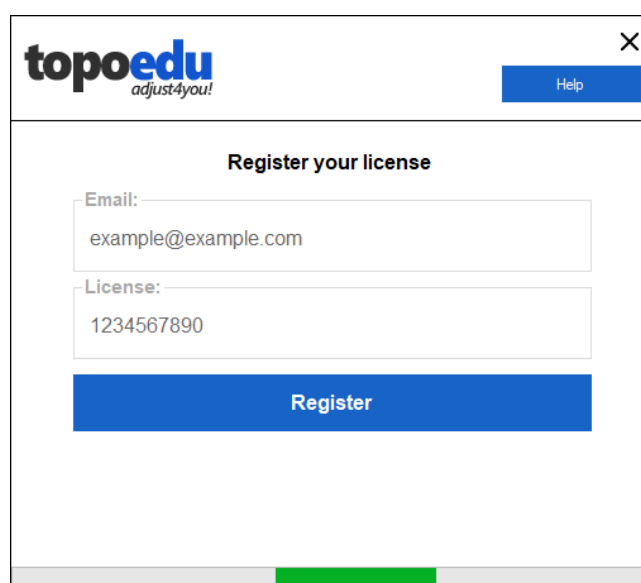 topoedu
adjust4you!
Help
Register your license
Email:
example@example.com
License:
1234567890
Register